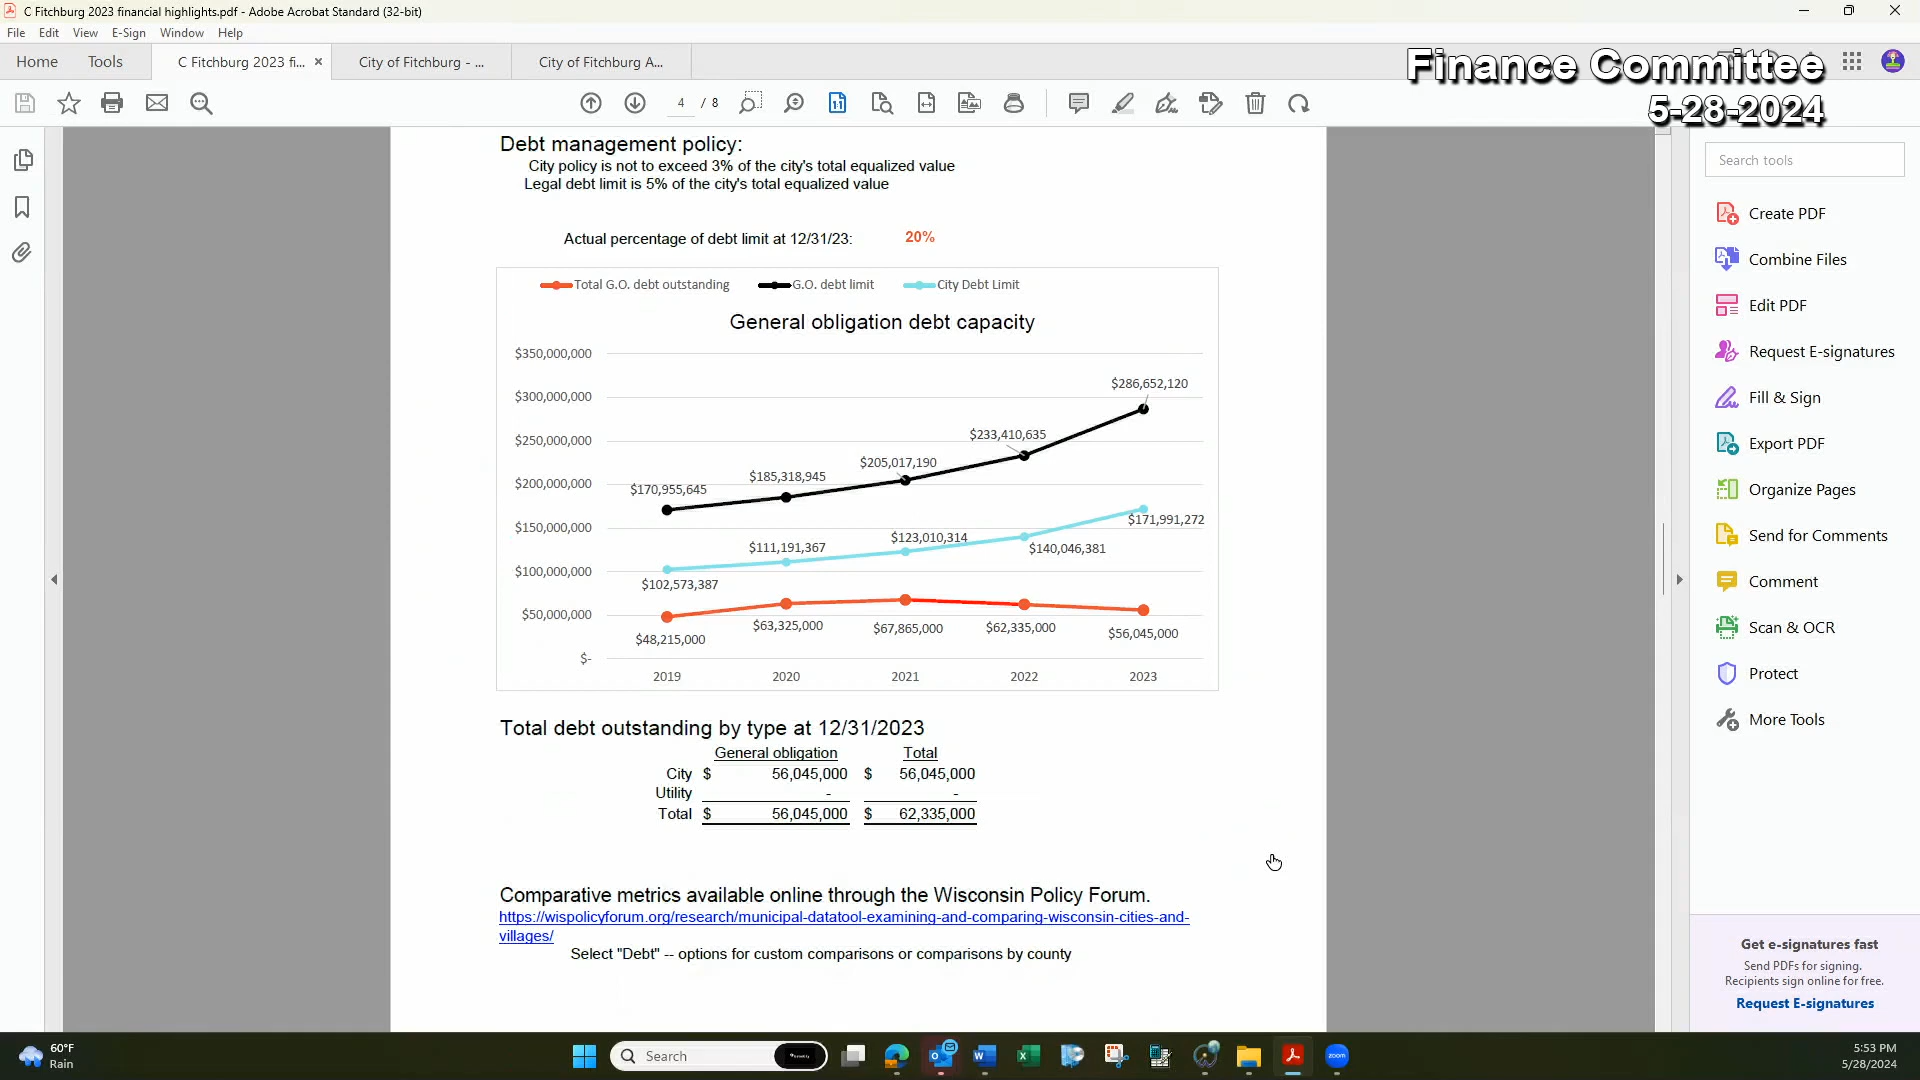 C Fitchburg 2023 financial highlights.pdf - Adobe Acrobat Standard (32-bit)
File Edit View E-Sign Window Help
Home Tools C Fitchburg 2023 fi... × City of Fitchburg - ... City of Fitchburg A...
Finance Committee
5-28-2024
4 / 8
Debt management policy:
City policy is not to exceed 3% of the city's total equalized value
Legal debt limit is 5% of the city's total equalized value
Actual percentage of debt limit at 12/31/23: 20%
Total G.O. debt outstanding G.O. debt limit City Debt Limit
General obligation debt capacity
$350,000,000
$300,000,000
$250,000,000
$200,000,000
$150,000,000
$100,000,000
$50,000,000
$-
$170,955,645 $185,318,945 $205,017,190 $233,410,635 $286,652,120
$102,573,387 $111,191,367 $123,010,314 $140,046,381 $171,991,272
$48,215,000 $63,325,000 $67,865,000 $62,335,000 $56,045,000
2019 2020 2021 2022 2023
Total debt outstanding by type at 12/31/2023
General obligation Total
City $ 56,045,000 $ 56,045,000
Utility - -
Total $ 56,045,000 $ 62,335,000
Comparative metrics available online through the Wisconsin Policy Forum.
https://wispolicyforum.org/research/municipal-datatool-examining-and-comparing-wisconsin-cities-and-
villages/
Select "Debt" -- options for custom comparisons or comparisons by county
Search tools
Create PDF
Combine Files
Edit PDF
Request E-signatures
Fill & Sign
Export PDF
Organize Pages
Send for Comments
Comment
Scan & OCR
Protect
More Tools
Get e-signatures fast
Send PDFs for signing.
Recipients sign online for free.
Request E-signatures
60°F
Rain
Search
zoom
5:53 PM
5/28/2024